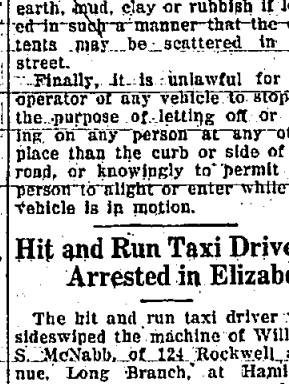 earth, mud, clay or rubbish if
ed in such a manner that the
tents may be scattered in
street.
Finally, it is unlawful for
operator of any vehicle to stop
the purpose of letting off or
ing on any person at any
place than the curb or side of
road, or knowingly to permit
person to alight or enter while
vehicle is in motion.
Hit and Run Taxi Drive
Arrested in Elizabe
The hit and run taxi driver
sideswiped the machine of Will
S. McNabb, of 124 Rockwell
nue, Long Branch, at Hamil